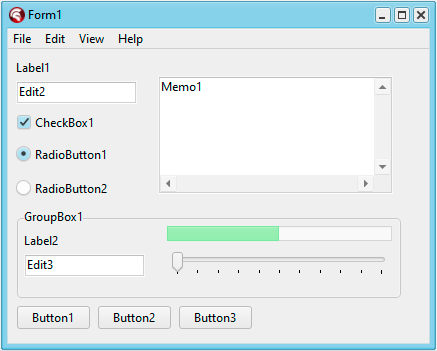 Form1
File Edit View Help
Label1
Edit2
Memo1
CheckBox1
RadioButton1
RadioButton2
GroupBox1
Label2
Edit3
Button1 Button2 Button3